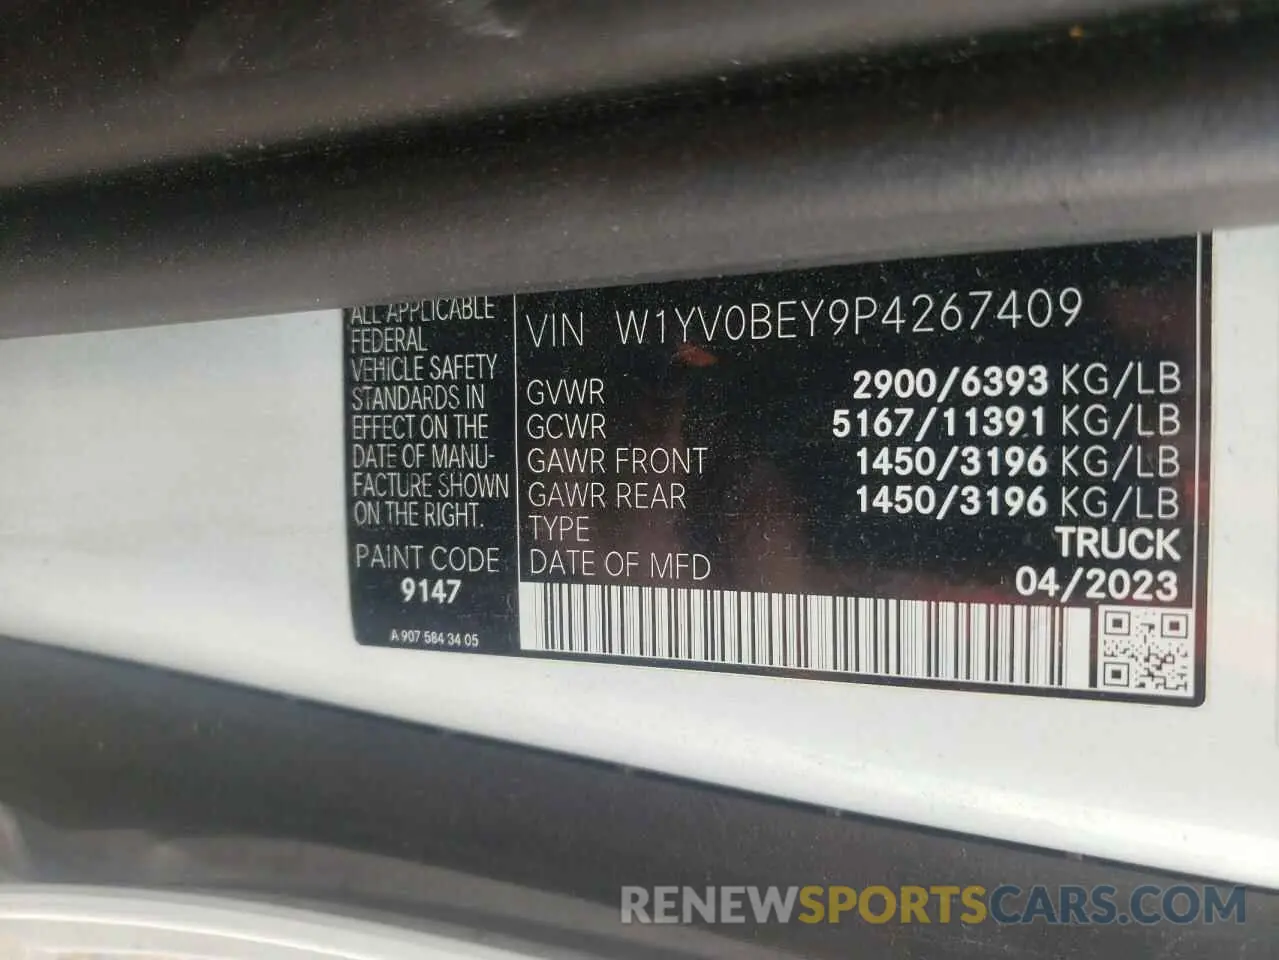 ALL APPLICABLE
FEDERAL
VEHICLE SAFETY
STANDARDS IN
EFFECT ON THE
DATE OF MANU-
FACTURE SHOWN
ON THE RIGHT.
PAINT CODE
9147
A 907 584 34 05
VIN W1YV0BEY9P4267409
GVWR 2900/6393 KG/LB
GCWR 5167/11391 KG/LB
GAWR FRONT 1450/3196 KG/LB
GAWR REAR 1450/3196 KG/LB
TYPE TRUCK
DATE OF MFD 04/2023
RENEWSPORTSCARS.COM